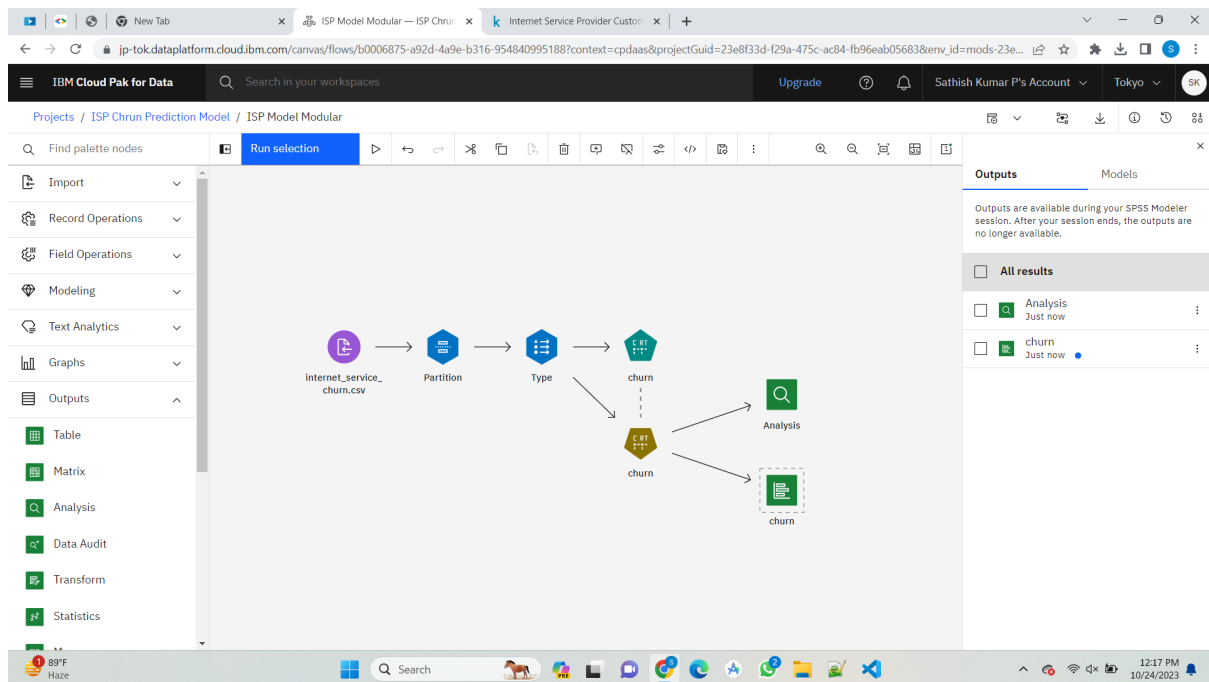 New Tab
ISP Model Modular — ISP Chrun
Internet Service Provider Custom
jp-tok.dataplatform.cloud.ibm.com/canvas/flows/b0006875-a92d-4a9e-b316-954840995188?context=cpdaas&projectGuid=23e8f33d-f29a-475c-ac84-fb96eab05683&env_id=mods-23e...
S
IBM Cloud Pak for Data
Search in your workspaces
Upgrade
Sathish Kumar P's Account
Tokyo
SK
Projects / ISP Chrun Prediction Model / ISP Model Modular
Find palette nodes
Run selection
Import
Record Operations
Field Operations
Modeling
Text Analytics
Graphs
Outputs
Table
Matrix
Analysis
Data Audit
Transform
Statistics
internet_service_
churn.csv
Partition
Type
C RT
churn
C RT
churn
Analysis
churn
Outputs
Models
Outputs are available during your SPSS Modeler
session. After your session ends, the outputs are
no longer available.
All results
Analysis
Just now
churn
Just now
1
89°F
Haze
Search
PRE
2
12:17 PM
10/24/2023